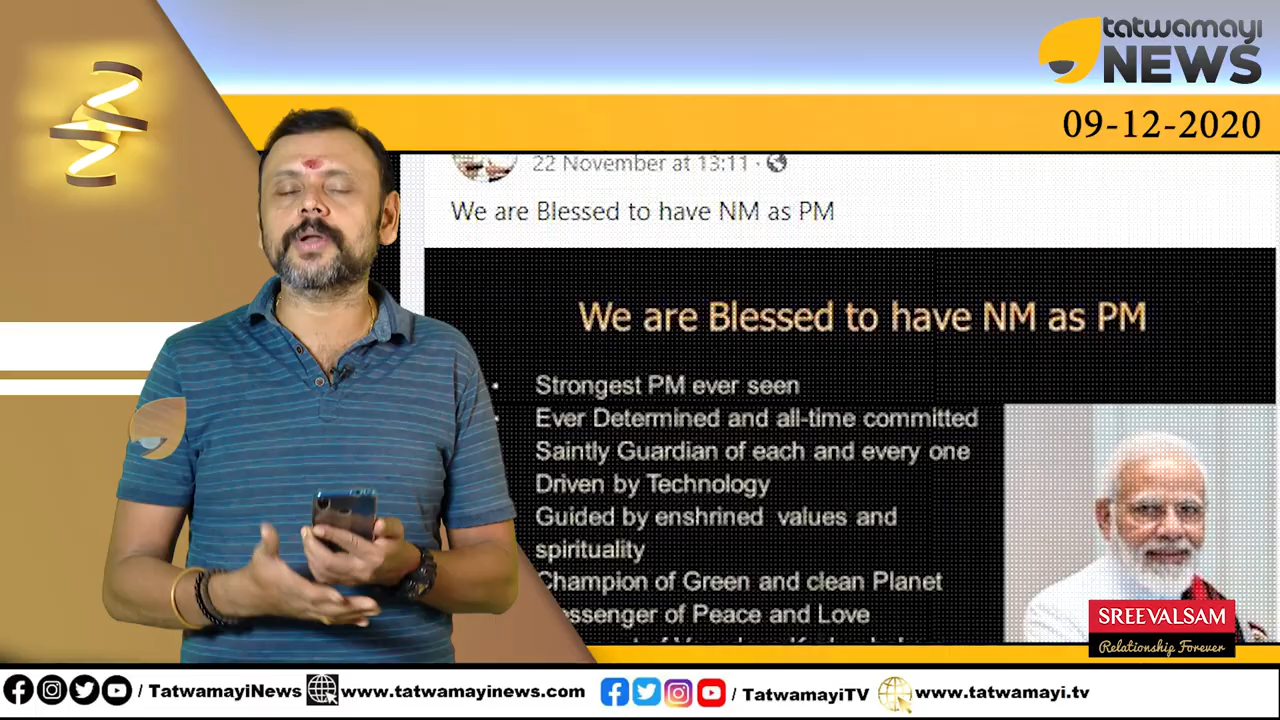 tatwamayi
NEWS
09-12-2020
22 November at 13:11 ·
We are Blessed to have NM as PM
We are Blessed to have NM as PM
• Strongest PM ever seen
Ever Determined and all-time committed
Saintly Guardian of each and every one
Driven by Technology
Guided by enshrined values and
spirituality
Champion of Green and clean Planet
essenger of Peace and Love
SREEVALSAM
Relationship Forever
/ TatwamayiNews
www.tatwamayinews.com
/ TatwamayiTV
www.tatwamayi.tv